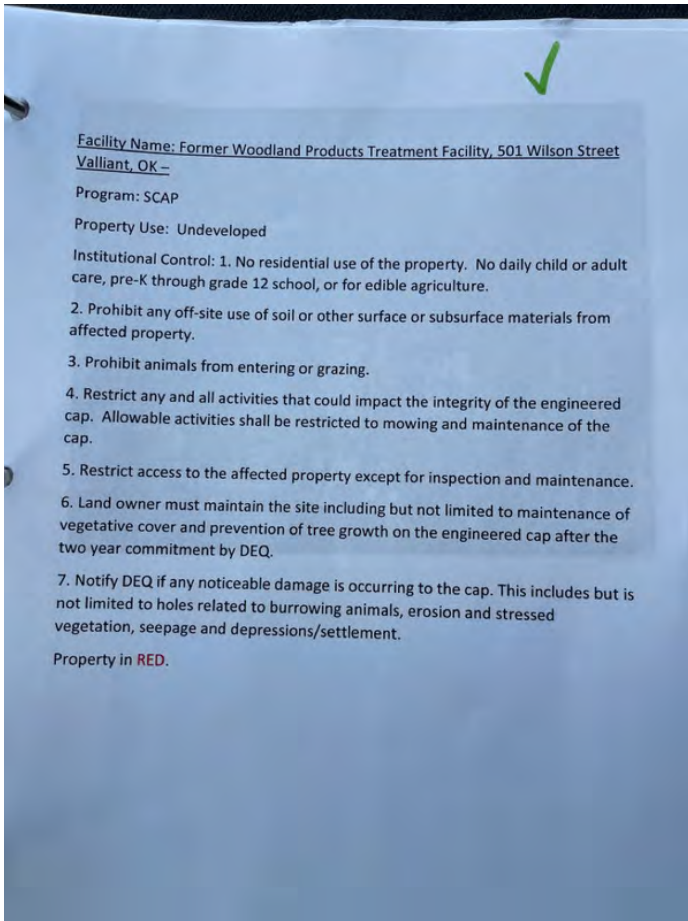 Facility Name: Former Woodland Products Treatment Facility, 501 Wilson Street
Valliant, OK –
Program: SCAP
Property Use: Undeveloped
Institutional Control: 1. No residential use of the property. No daily child or adult
care, pre-K through grade 12 school, or for edible agriculture.
2. Prohibit any off-site use of soil or other surface or subsurface materials from
affected property.
3. Prohibit animals from entering or grazing.
4. Restrict any and all activities that could impact the integrity of the engineered
cap. Allowable activities shall be restricted to mowing and maintenance of the
cap.
5. Restrict access to the affected property except for inspection and maintenance.
6. Land owner must maintain the site including but not limited to maintenance of
vegetative cover and prevention of tree growth on the engineered cap after the
two year commitment by DEQ.
7. Notify DEQ if any noticeable damage is occurring to the cap. This includes but is
not limited to holes related to burrowing animals, erosion and stressed
vegetation, seepage and depressions/settlement.
Property in RED.